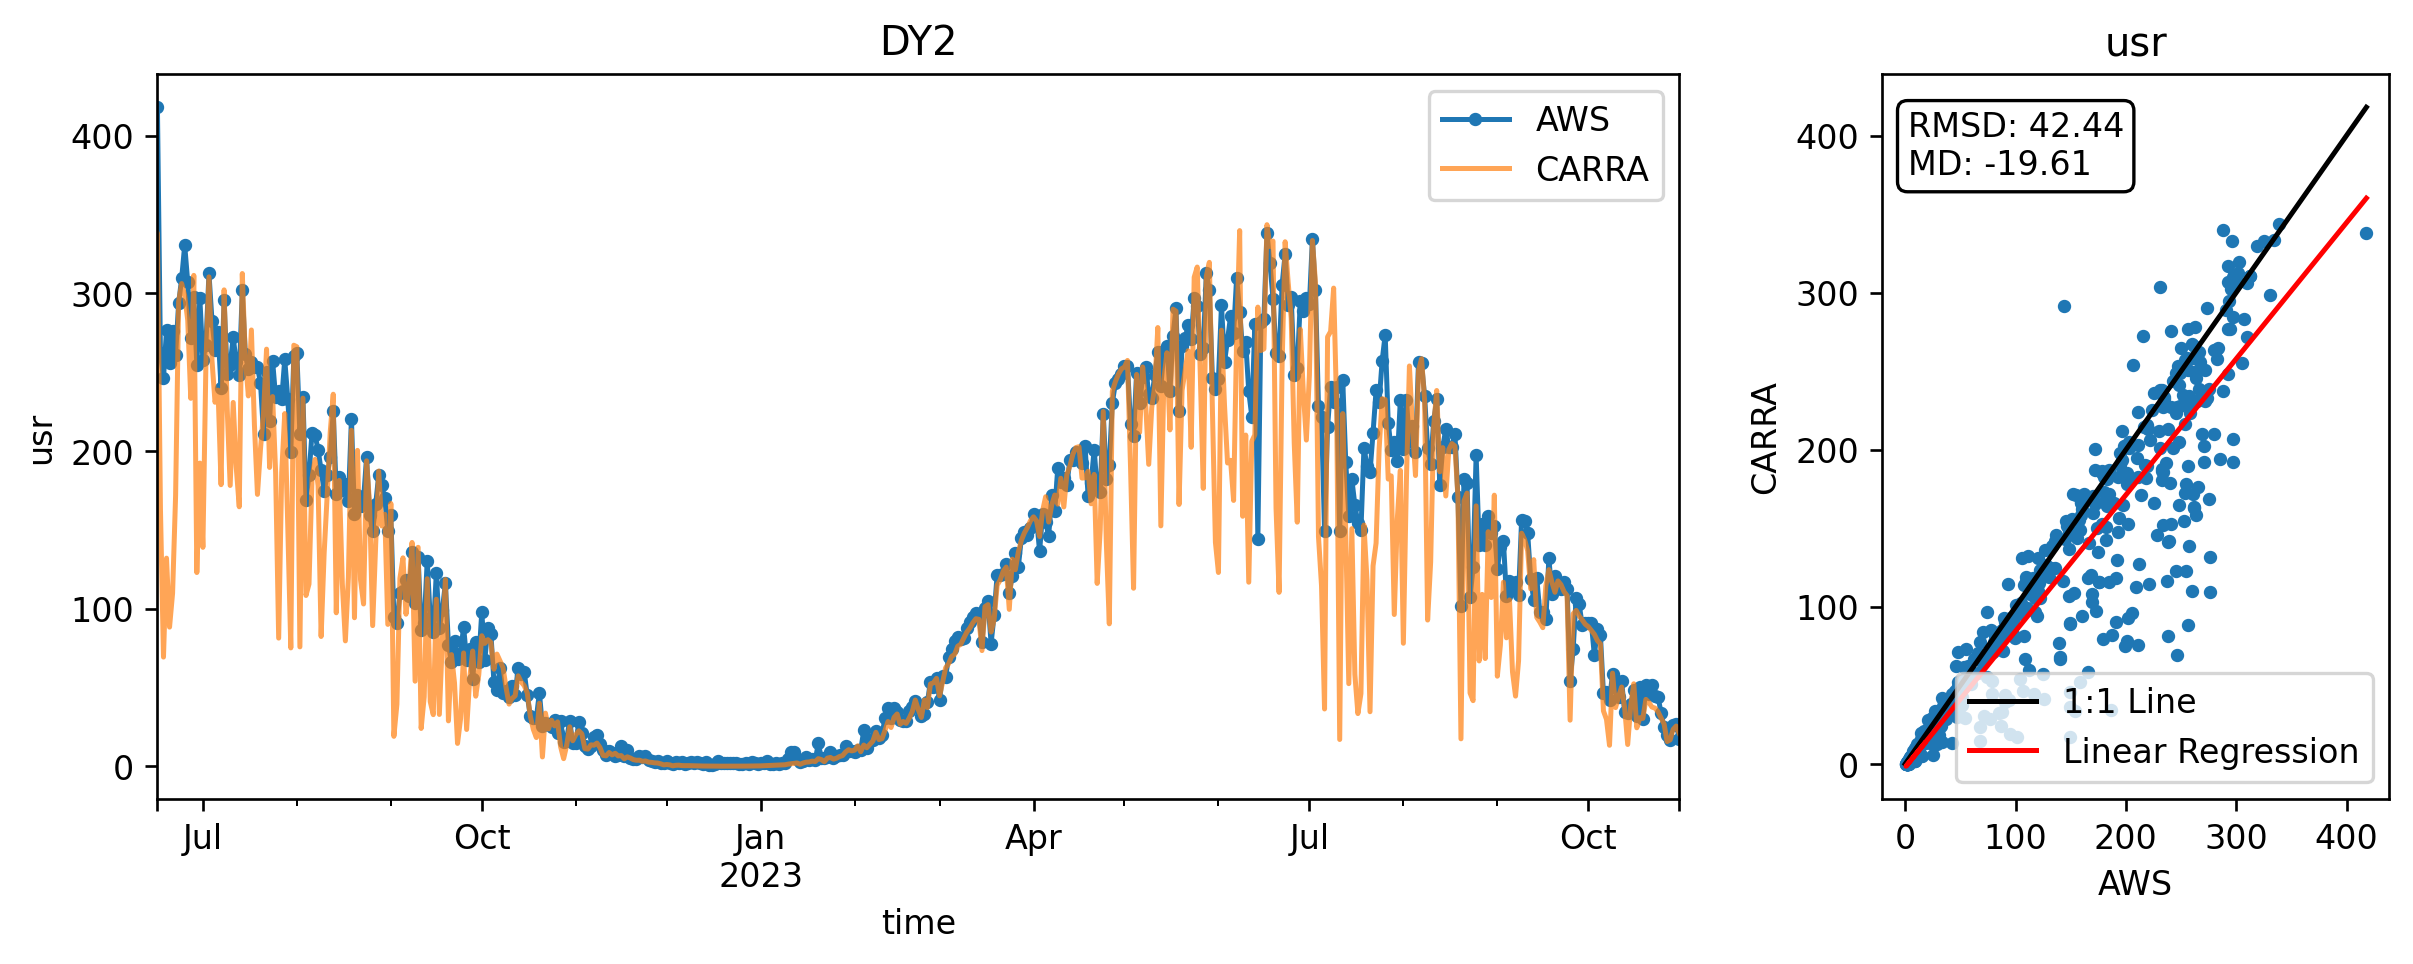 DY2
usr
400
300
200
100
0
AWS
CARRA
Jul
Oct
Jan
2023
Apr
Jul
Oct
time
usr
CARRA
400
300
200
100
0
RMSD: 42.44
MD: -19.61
1:1 Line
Linear Regression
0
100
200
300
400
AWS